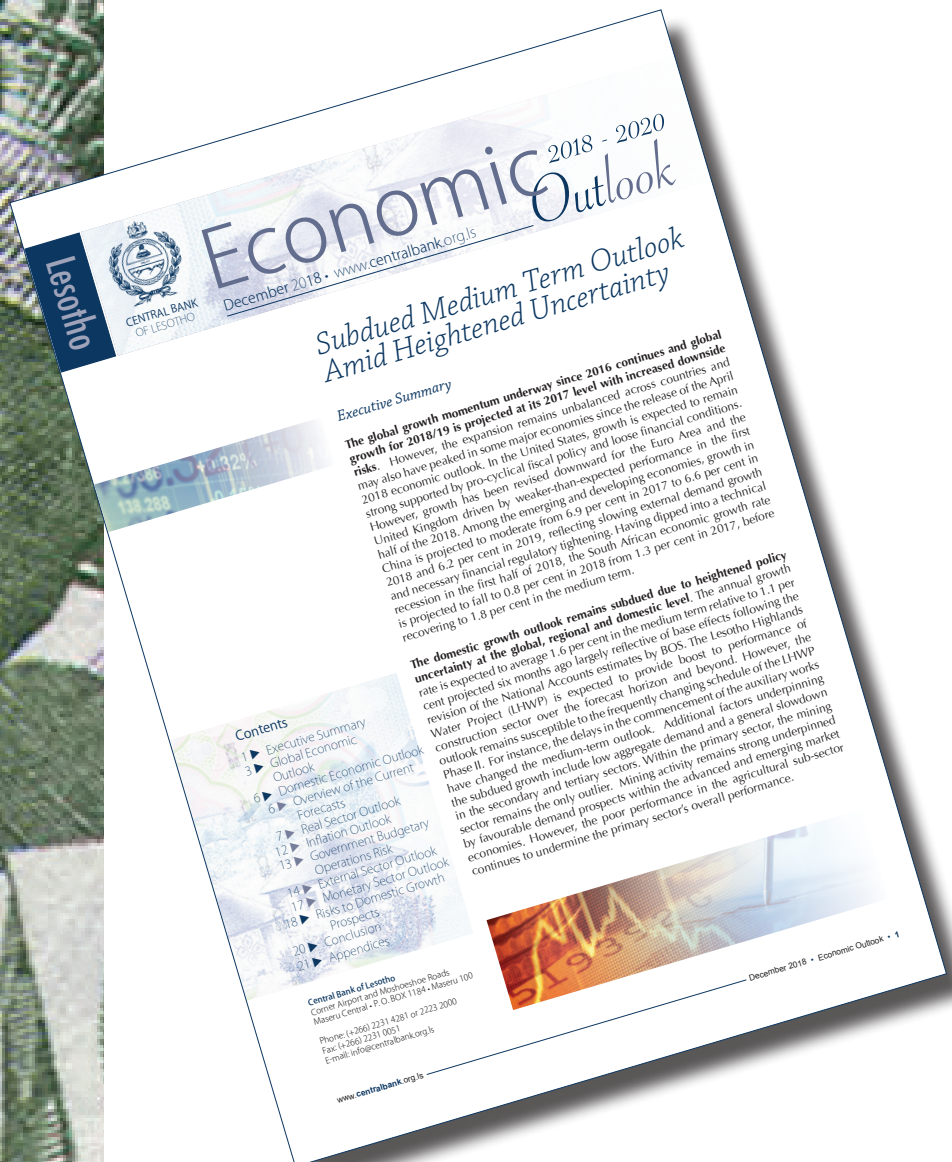 Lesotho
CENTRAL BANK
OF LESOTHO
Economic
2018 - 2020
Outlook
December 2018 • www.centralbank.org.ls
Subdued Medium Term Outlook
Amid Heightened Uncertainty
Executive Summary
The global growth momentum underway since 2016 continues and global
growth for 2018/19 is projected at its 2017 level with increased downside
risks. However, the expansion remains unbalanced across countries and
may also have peaked in some major economies since the release of the April
2018 economic outlook. In the United States, growth is expected to remain
strong supported by pro-cyclical fiscal policy and loose financial conditions.
However, growth has been revised downward for the Euro Area and the
United Kingdom driven by weaker-than-expected performance in the first
half of the 2018. Among the emerging and developing economies, growth in
China is projected to moderate from 6.9 per cent in 2017 to 6.6 per cent in
2018 and 6.2 per cent in 2019, reflecting slowing external demand growth
and necessary financial regulatory tightening. Having dipped into a technical
recession in the first half of 2018, the South African economic growth rate
is projected to fall to 0.8 per cent in 2018 from 1.3 per cent in 2017, before
recovering to 1.8 per cent in the medium term.
The domestic growth outlook remains subdued due to heightened policy
uncertainty at the global, regional and domestic level. The annual growth
rate is expected to average 1.6 per cent in the medium term relative to 1.1 per
cent projected six months ago largely reflective of base effects following the
revision of the National Accounts estimates by BOS. The Lesotho Highlands
Water Project (LHWP) is expected to provide boost to performance of
construction sector over the forecast horizon and beyond. However, the
outlook remains susceptible to the frequently changing schedule of the LHWP
Phase II. For instance, the delays in the commencement of the auxiliary works
have changed the medium-term outlook. Additional factors underpinning
the subdued growth include low aggregate demand and a general slowdown
in the secondary and tertiary sectors. Within the primary sector, the mining
sector remains the only outlier. Mining activity remains strong underpinned
by favourable demand prospects within the advanced and emerging market
economies. However, the poor performance in the agricultural sub-sector
continues to undermine the primary sector's overall performance.
+0.32%
138.288
Contents
1 Executive Summary
3 Global Economic
Outlook
6 Domestic Economic Outlook
6 Overview of the Current
Forecasts
7 Real Sector Outlook
12 Inflation Outlook
13 Government Budgetary
Operations Risk
14 External Sector Outlook
17 Monetary Sector Outlook
18 Risks to Domestic Growth
Prospects
20 Conclusion
21 Appendices
Central Bank of Lesotho
Corner Airport and Moshoeshoe Roads
Maseru Central • P. O. BOX 1184 • Maseru 100
Phone: (+266) 2231 4281 or 2223 2000
Fax: (+266) 2231 0051
E-mail: info@centralbank.org.ls
www.centralbank.org.ls
December 2018 • Economic Outlook • 1